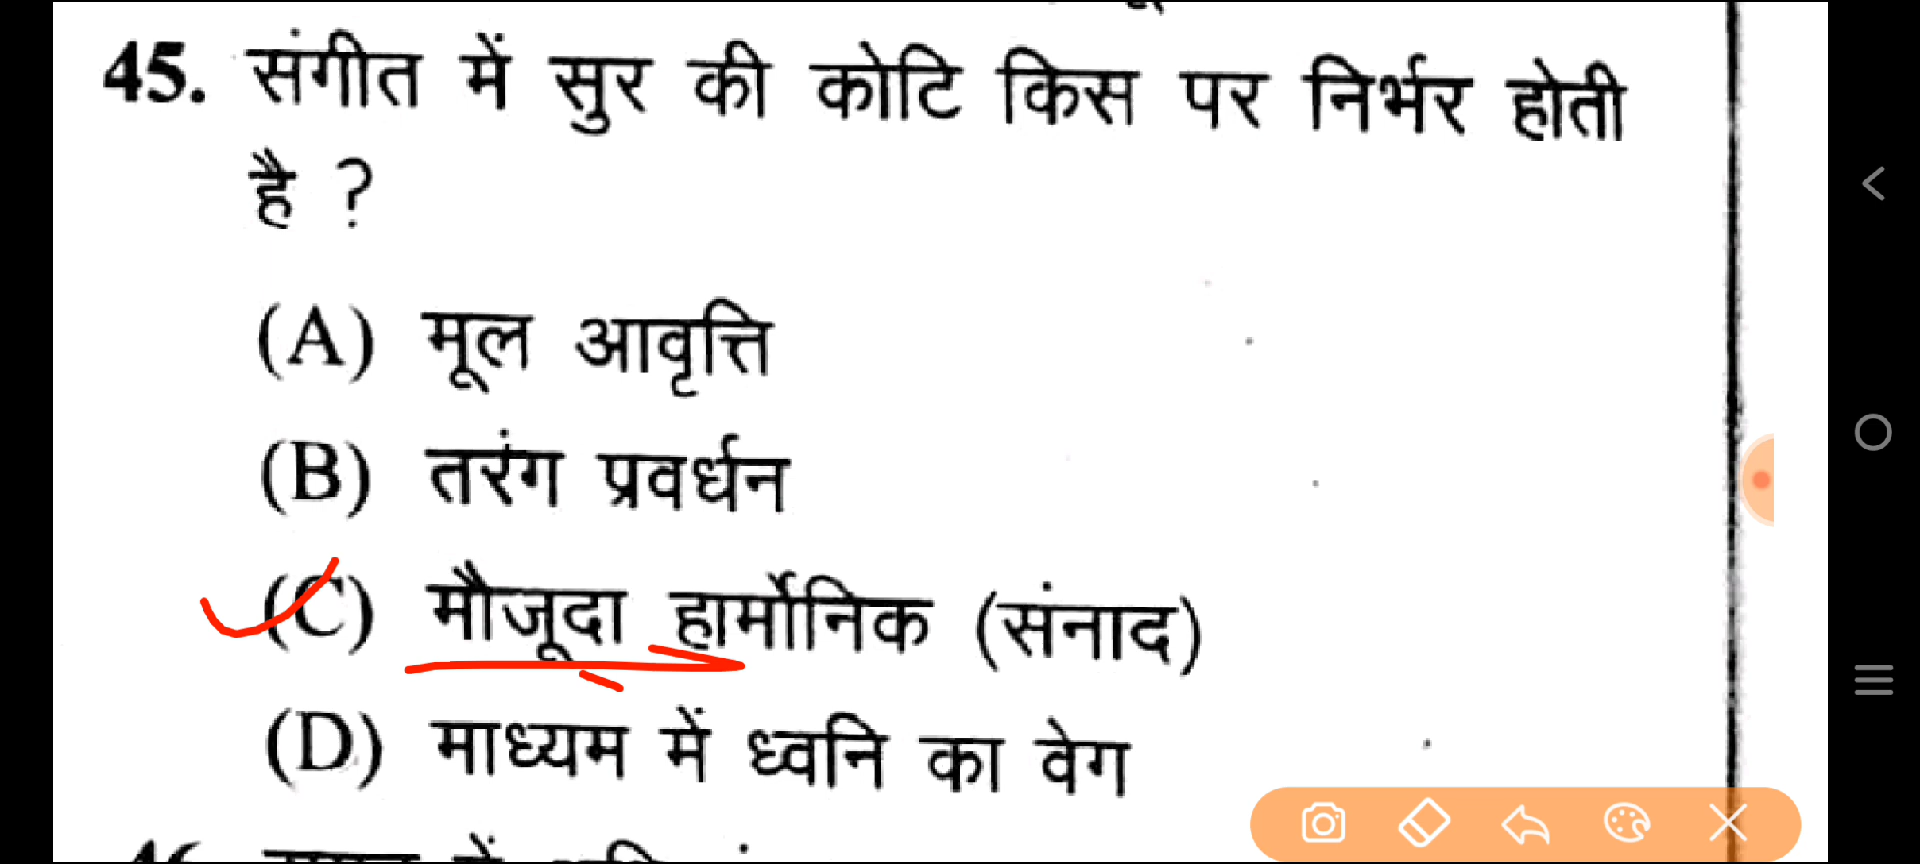 45. संगीत में सुर की कोटि किस पर निर्भर होती
है ?
(A) मूल आवृत्ति
(B) तरंग प्रवर्धन
(C) मौजूदा हार्मोनिक (संनाद)
(D) माध्यम में ध्वनि का वेग